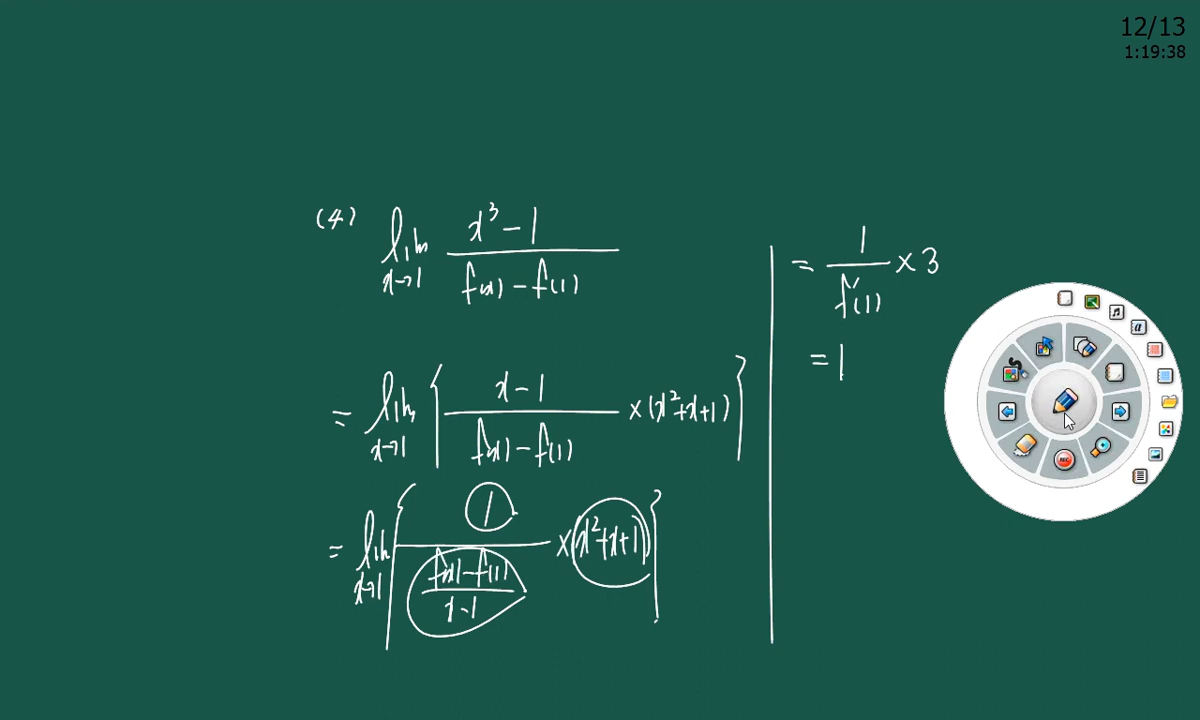 12/13
1:19:38
(4) lim x→1 (x³ − 1) / (f(x) − f(1))
= lim x→1 { (x − 1) / (f(x) − f(1)) × (x²+x+1) }
= lim x→1 { 1 / ((f(x) − f(1)) / (x − 1)) × (x²+x+1) }
= 1 / f′(1) × 3
= 1